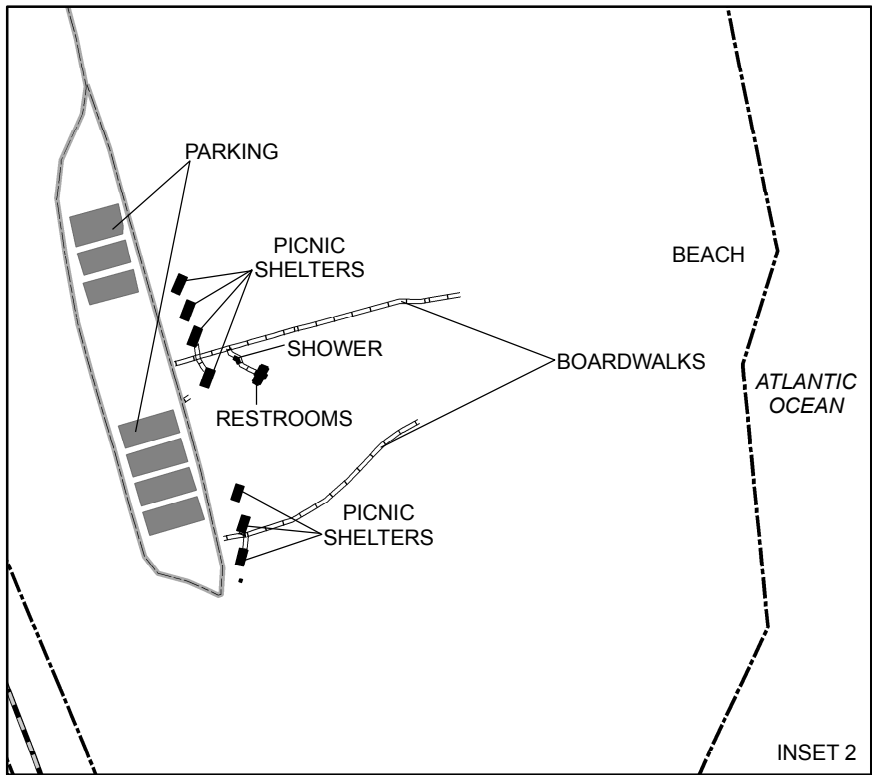 PARKING
PICNIC
SHELTERS
BEACH
SHOWER
BOARDWALKS
ATLANTIC
OCEAN
RESTROOMS
PICNIC
SHELTERS
INSET 2